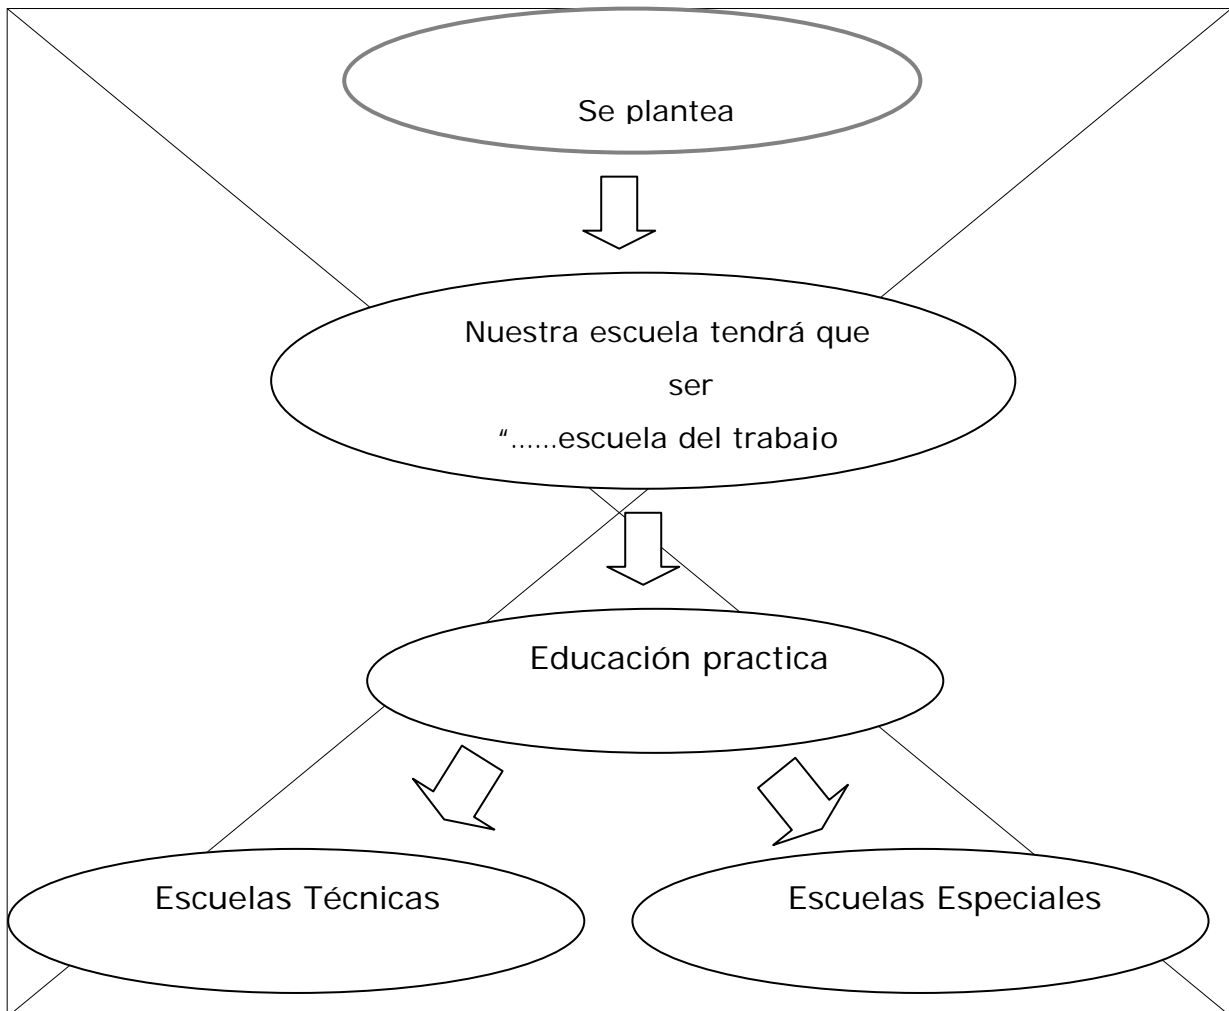 Se plantea
Nuestra escuela tendrá que
ser
“......escuela del trabajo
Educación practica
Escuelas Técnicas
Escuelas Especiales